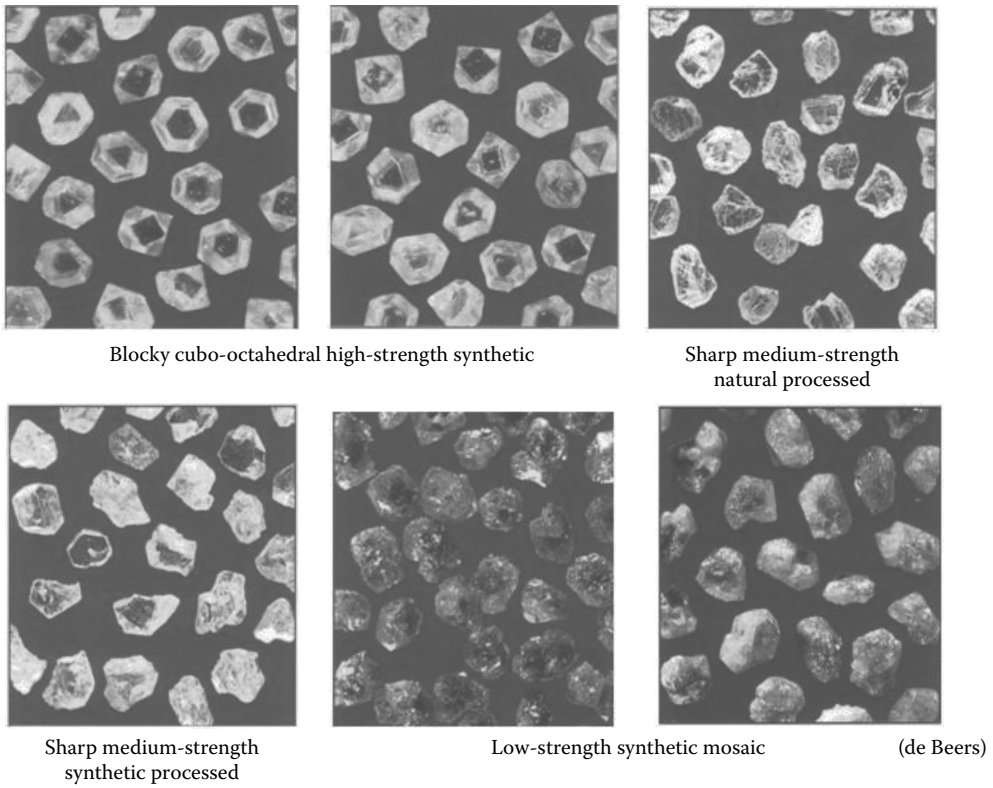 Blocky cubo-octahedral high-strength synthetic
Sharp medium-strength
natural processed
Sharp medium-strength
synthetic processed
Low-strength synthetic mosaic
(de Beers)